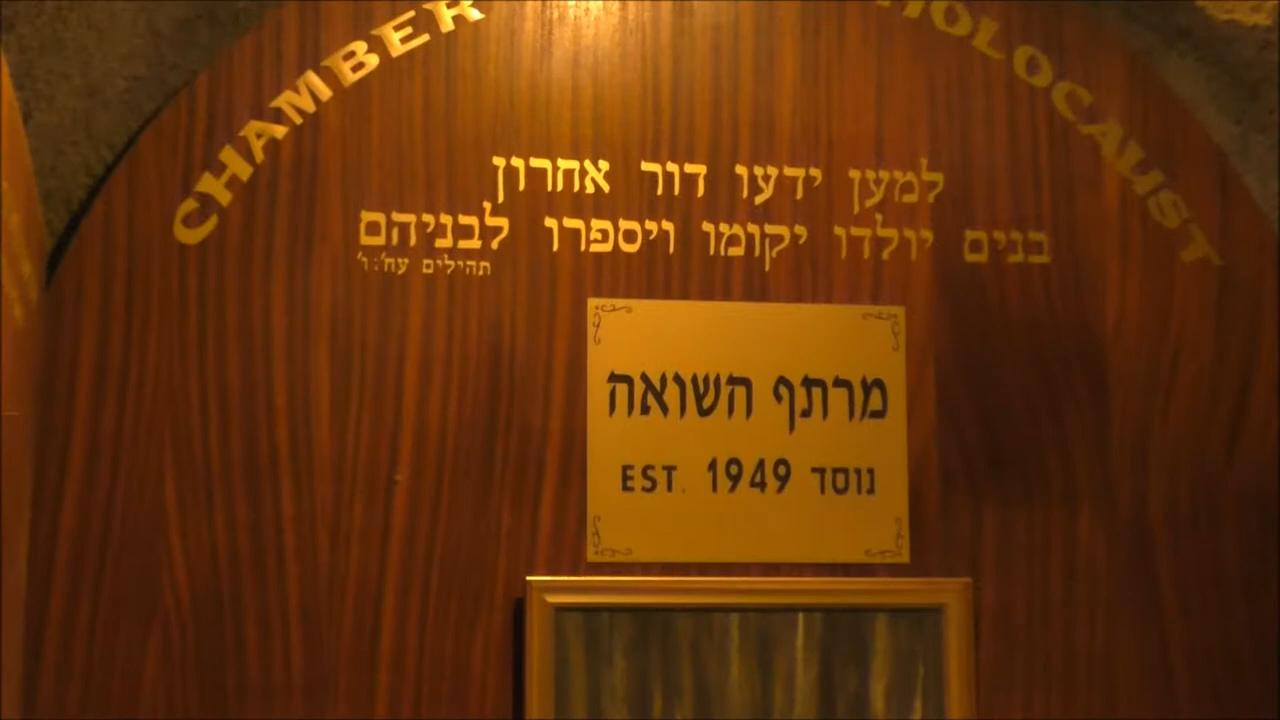 CHAMBER HOLOCAUST
למען ידעו דור אחרון
בנים יולדו יקומו ויספרו לבניהם
תהילים עח':ו'
מרתף השואה
EST. 1949 נוסד